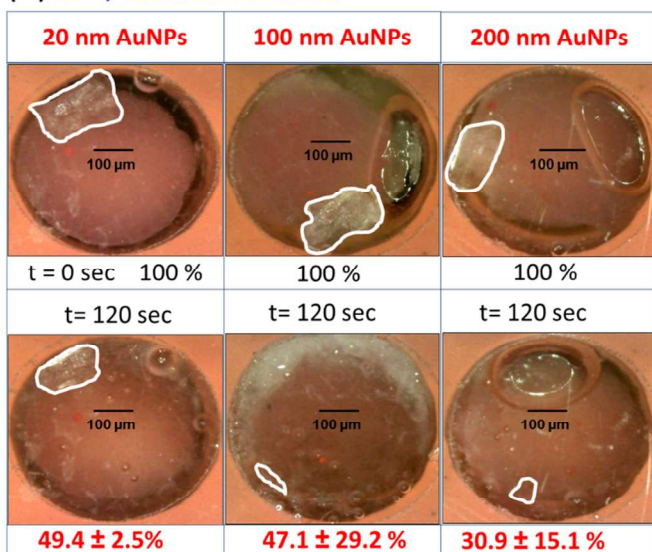 20 nm AuNPs 100 nm AuNPs 200 nm AuNPs
100 µm 100 µm 100 µm
t = 0 sec 100 % 100 % 100 %
t= 120 sec t= 120 sec t= 120 sec
100 µm 100 µm 100 µm
49.4 ± 2.5% 47.1 ± 29.2 % 30.9 ± 15.1 %